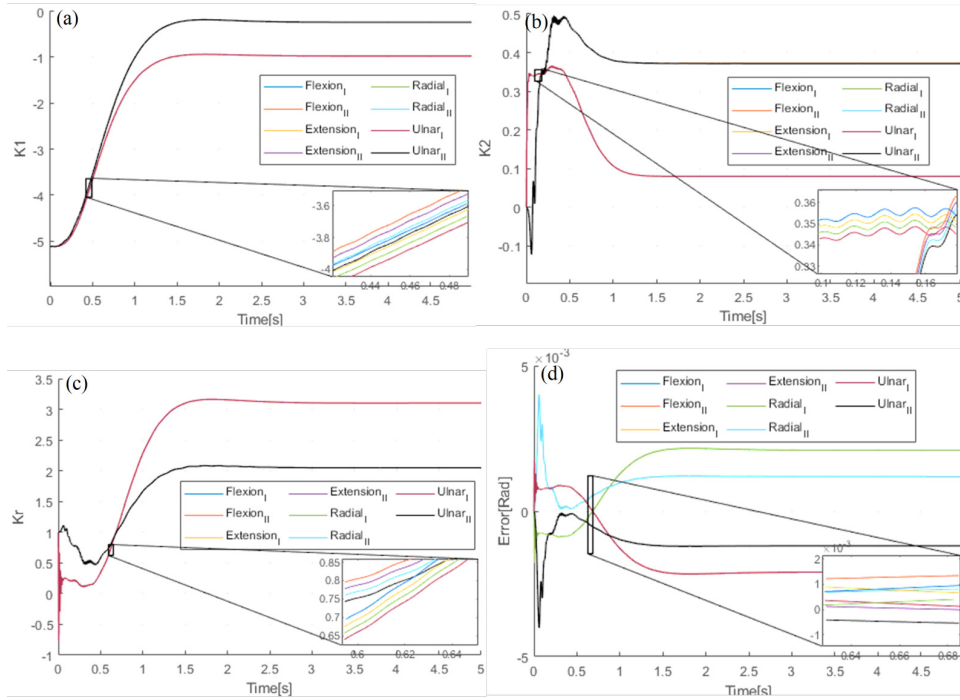 (a)
0
-1
-2
-3
-4
-5
K1
Flexion_I
Flexion_II
Extension_I
Extension_II
Radial_I
Radial_II
Ulnar_I
Ulnar_II
-3.6
-3.8
-4
0.44 0.46 0.48
0 0.5 1 1.5 2 2.5 3 3.5 4 4.5
Time[s]
(b)
0.5
0.4
0.3
0.2
0.1
0
-0.1
K2
Flexion_I
Flexion_II
Extension_I
Extension_II
Radial_I
Radial_II
Ulnar_I
Ulnar_II
0.36
0.35
0.34
0.33
0.1 0.12 0.14 0.16
0 0.5 1 1.5 2 2.5 3 3.5 4 4.5 5
Time[s]
(c)
3.5
3
2.5
2
1.5
1
0.5
0
-0.5
-1
Kr
Flexion_I
Flexion_II
Extension_I
Extension_II
Radial_I
Radial_II
Ulnar_I
Ulnar_II
0.85
0.8
0.75
0.7
0.65
0.6 0.62 0.64
0 0.5 1 1.5 2 2.5 3 3.5 4 4.5 5
Time[s]
×10^-3
(d)
5
0
-5
Error[Rad]
Flexion_I
Flexion_II
Extension_I
Extension_II
Radial_I
Radial_II
Ulnar_I
Ulnar_II
2
1
0
-1
0.64 0.66 0.68
0 0.5 1 1.5 2 2.5 3 3.5 4 4.5 5
Time[s]